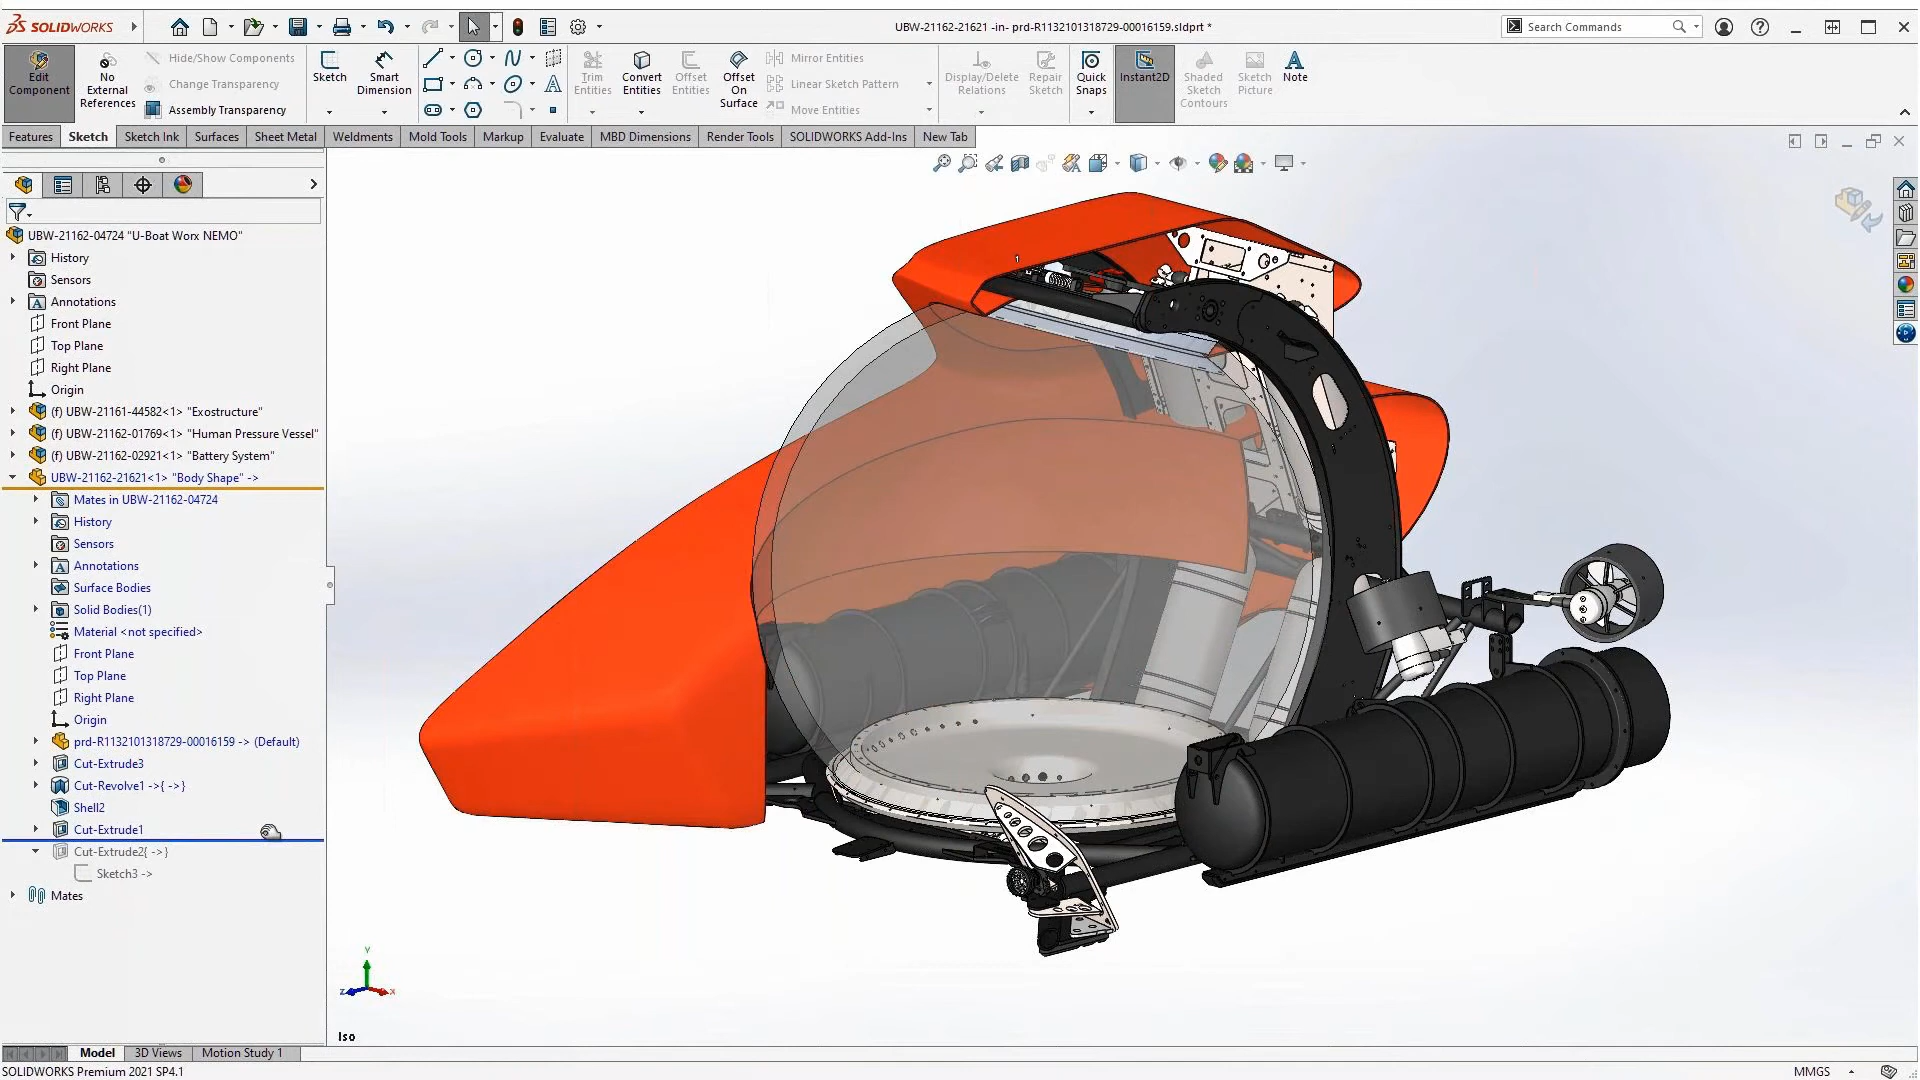 SOLIDWORKS
UBW-21162-21621 -in- prd-R1132101318729-00016159.sldprt *
Search Commands
Edit Component
No External References
Hide/Show Components
Change Transparency
Assembly Transparency
Sketch
Smart Dimension
Trim Entities
Convert Entities
Offset Entities
Offset On Surface
Mirror Entities
Linear Sketch Pattern
Move Entities
Display/Delete Relations
Repair Sketch
Quick Snaps
Instant2D
Shaded Sketch Contours
Sketch Picture
Note
Features Sketch Sketch Ink Surfaces Sheet Metal Weldments Mold Tools Markup Evaluate MBD Dimensions Render Tools SOLIDWORKS Add-Ins New Tab
UBW-21162-04724 "U-Boat Worx NEMO"
History
Sensors
Annotations
Front Plane
Top Plane
Right Plane
Origin
(f) UBW-21161-44582<1> "Exostructure"
(f) UBW-21162-01769<1> "Human Pressure Vessel"
(f) UBW-21162-02921<1> "Battery System"
UBW-21162-21621<1> "Body Shape" ->
Mates in UBW-21162-04724
History
Sensors
Annotations
Surface Bodies
Solid Bodies(1)
Material <not specified>
Front Plane
Top Plane
Right Plane
Origin
prd-R1132101318729-00016159 -> (Default)
Cut-Extrude3
Cut-Revolve1 ->{ ->}
Shell2
Cut-Extrude1
Cut-Extrude2{ ->}
Sketch3 ->
Mates
Y
Z
X
Iso
Model 3D Views Motion Study 1
SOLIDWORKS Premium 2021 SP4.1
MMGS